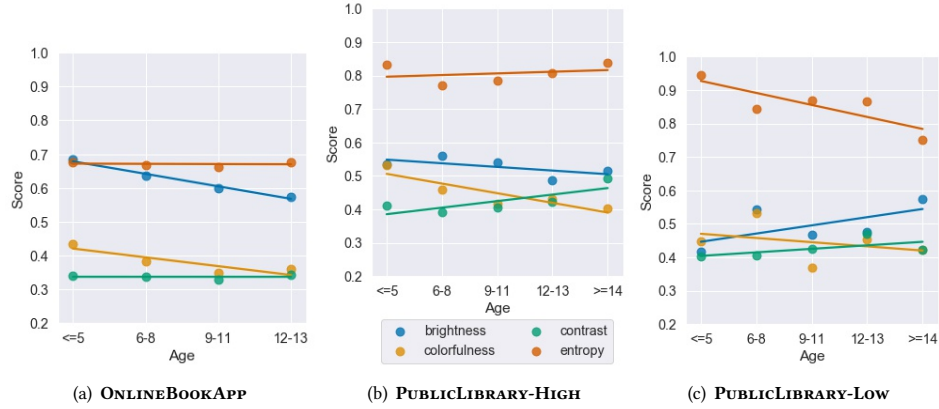 1.0
0.9
0.8
0.7
0.6
0.5
0.4
0.3
0.2
Score
<=5 6-8 9-11 12-13
Age
(a) ONLINEBOOKAPP
1.0
0.9
0.8
0.7
0.6
0.5
0.4
0.3
0.2
Score
<=5 6-8 9-11 12-13 >=14
Age
brightness contrast
colorfulness entropy
(b) PUBLICLIBRARY-HIGH
1.0
0.9
0.8
0.7
0.6
0.5
0.4
0.3
0.2
Score
<=5 6-8 9-11 12-13 >=14
Age
(c) PUBLICLIBRARY-LOW